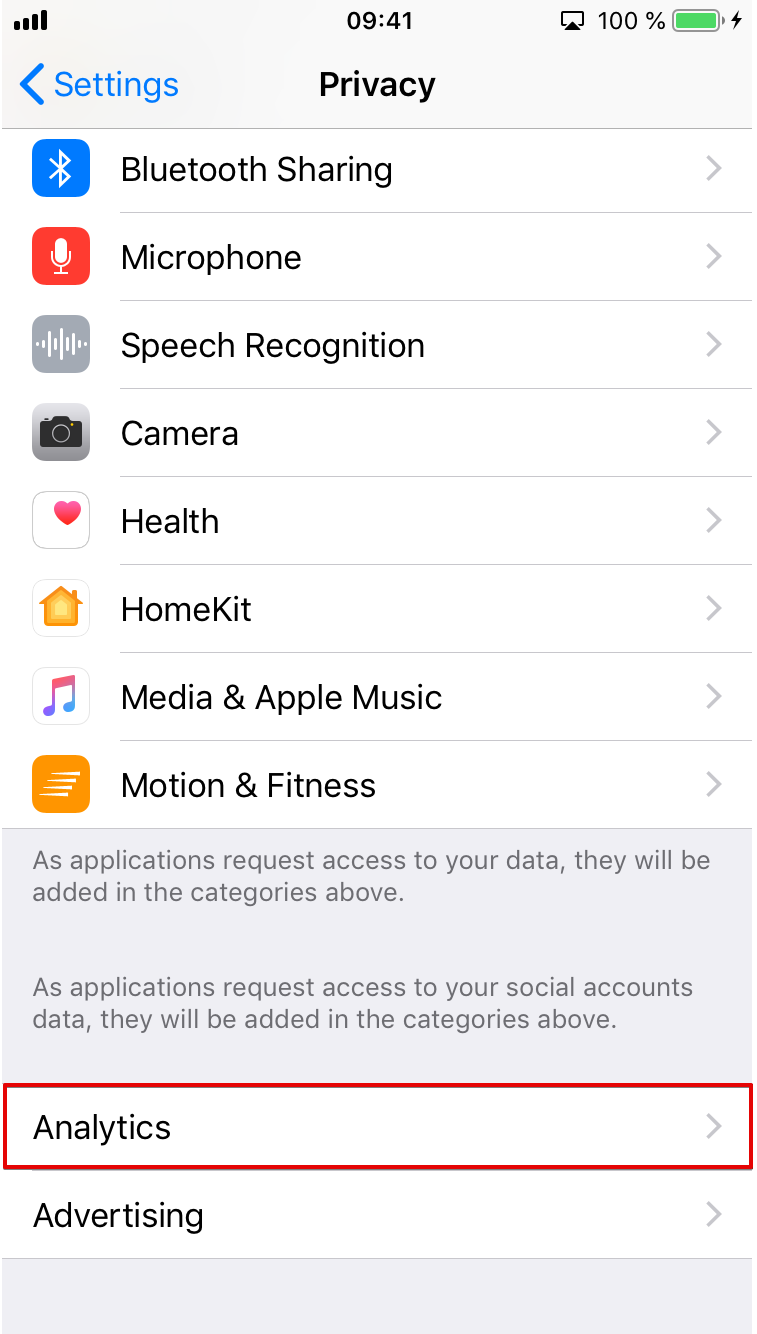 09:41 100 %
Settings Privacy
Bluetooth Sharing
Microphone
Speech Recognition
Camera
Health
HomeKit
Media & Apple Music
Motion & Fitness
As applications request access to your data, they will be
added in the categories above.
As applications request access to your social accounts
data, they will be added in the categories above.
Analytics
Advertising